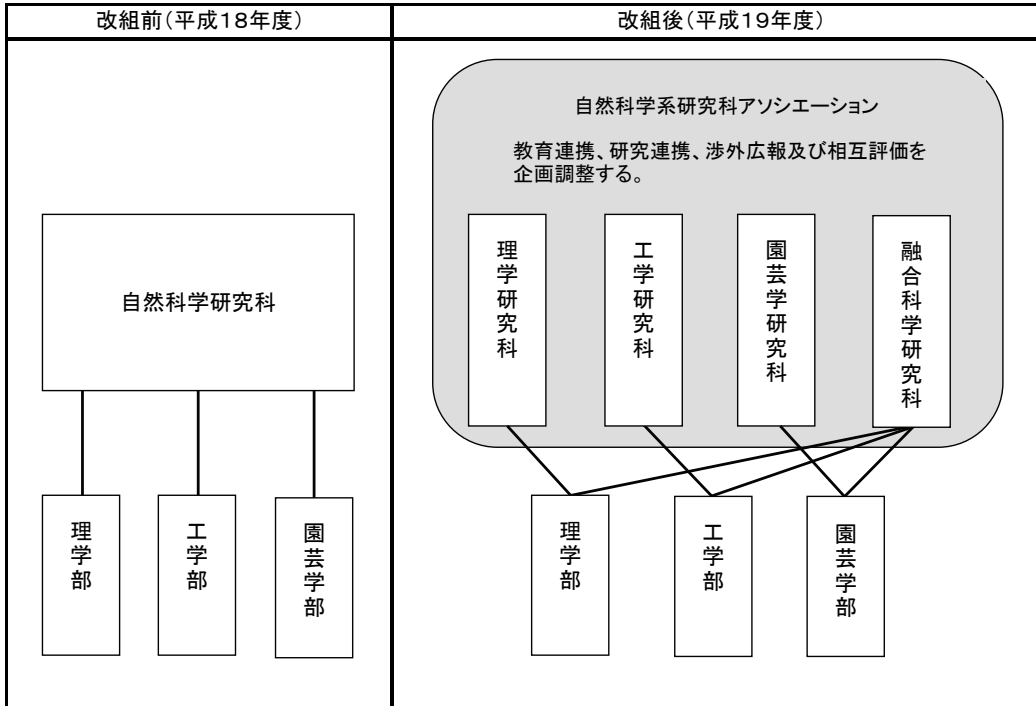 改組前(平成18年度)
改組後(平成19年度)
自然科学研究科
理学部
工学部
園芸学部
自然科学系研究科アソシエーション
教育連携、研究連携、渉外広報及び相互評価を
企画調整する。
理学研究科
工学研究科
園芸学研究科
融合科学研究科
理学部
工学部
園芸学部